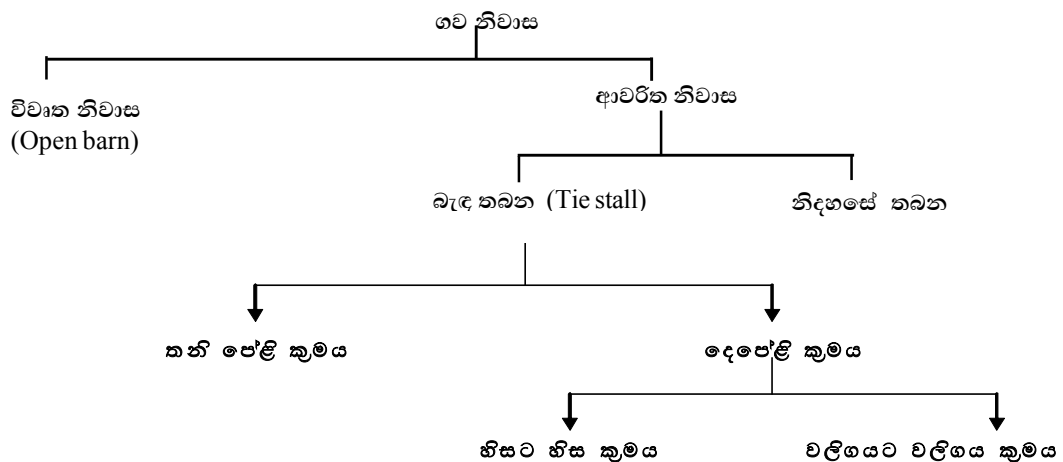 ගව නිවාස
විවෘත නිවාස
(Open barn)
ආවරිත නිවාස
බැඳ තබන (Tie stall)
නිදහසේ තබන
තනි පේළි ක්‍රමය
දෙපේළි ක්‍රමය
හිසට හිස ක්‍රමය
වලිගයට වලිගය ක්‍රමය